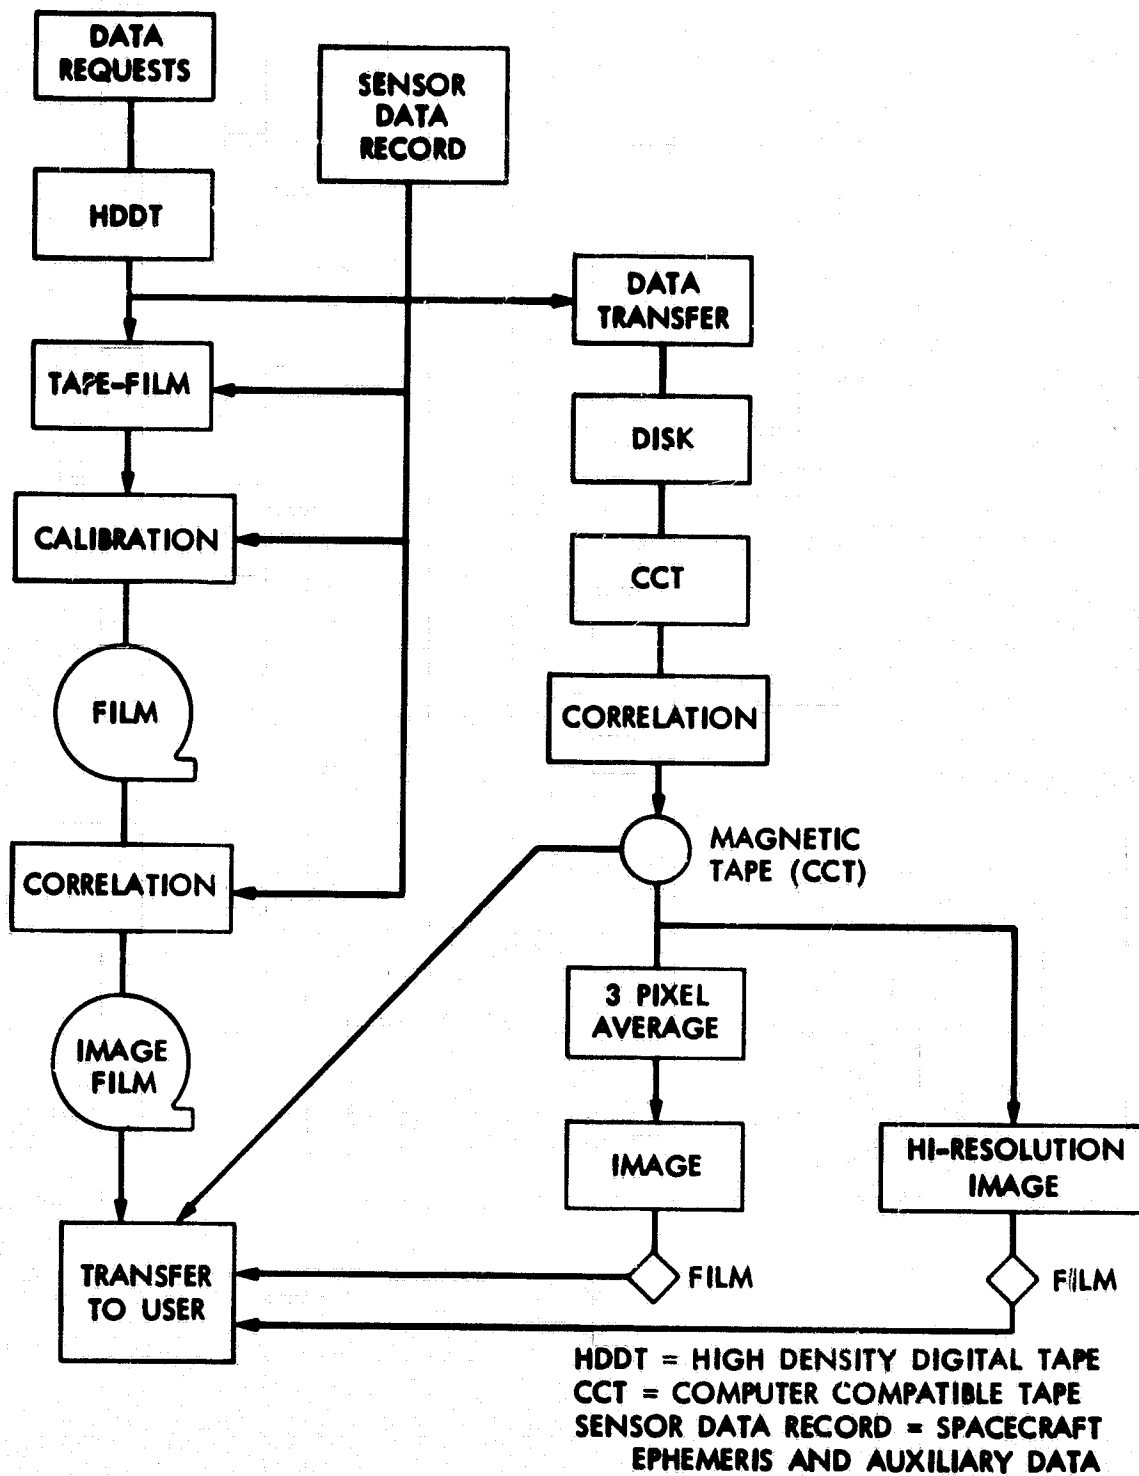 DATA
REQUESTS
SENSOR
DATA
RECORD
HDDT
DATA
TRANSFER
TAPE-FILM
DISK
CALIBRATION
CCT
FILM
CORRELATION
MAGNETIC
TAPE (CCT)
CORRELATION
3 PIXEL
AVERAGE
IMAGE
FILM
IMAGE
HI-RESOLUTION
IMAGE
TRANSFER
TO USER
FILM
FILM
HDDT = HIGH DENSITY DIGITAL TAPE
CCT = COMPUTER COMPATIBLE TAPE
SENSOR DATA RECORD = SPACECRAFT
EPHEMERIS AND AUXILIARY DATA